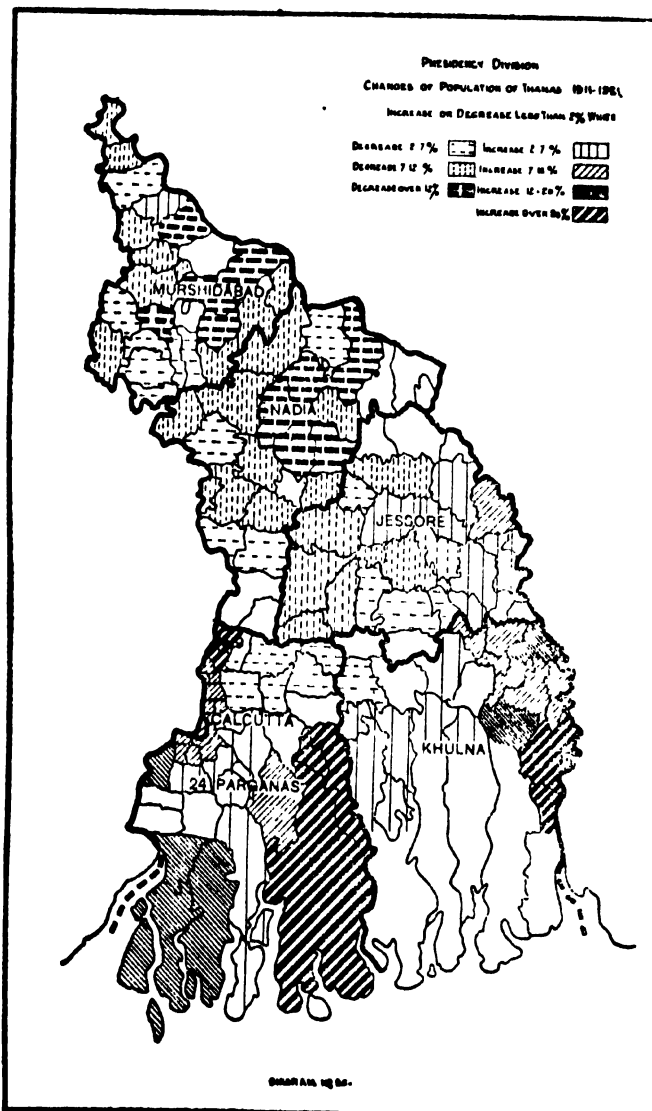 PRESIDENCY DIVISION
CHANGES OF POPULATION OF THANAS 1911-1921
INCREASE OR DECREASE LESS THAN 2% WHITE
DECREASE 2 7% INCREASE 2 7 %
DECREASE 7 12 % INCREASE 7 %
DECREASE OVER 12% INCREASE 12-20%
INCREASE OVER %
MURSHIDABAD
NADIA
JESSORE
CALCUTTA
KHULNA
24 PARGANAS